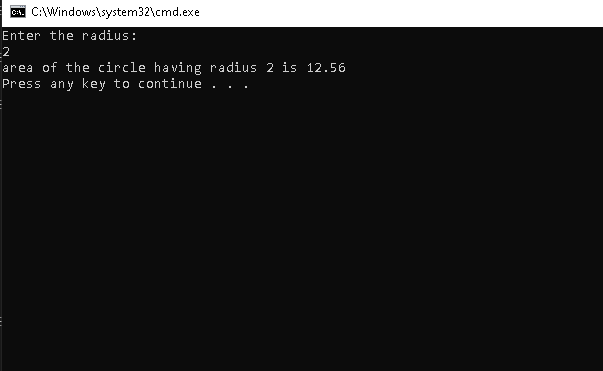 C:\Windows\system32\cmd.exe
Enter the radius:
2
area of the circle having radius 2 is 12.56
Press any key to continue . . .